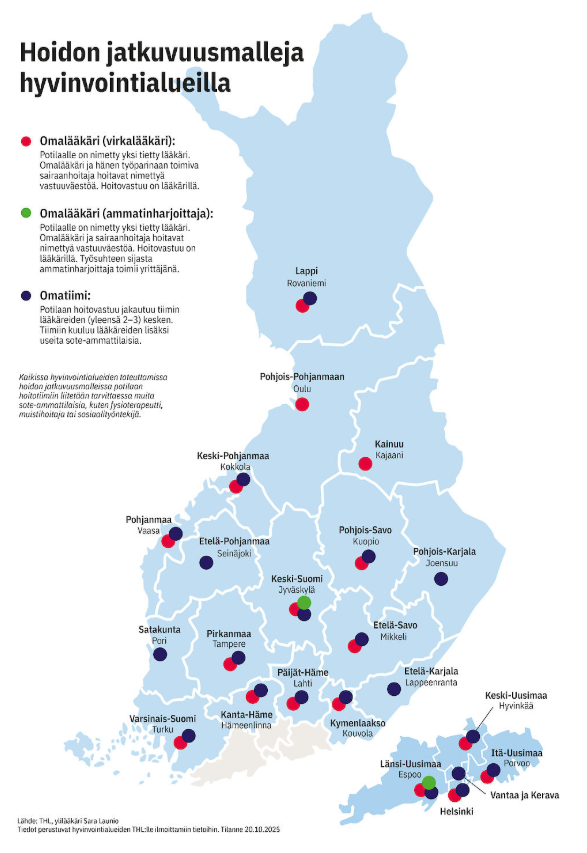 Hoidon jatkuvuusmalleja
hyvinvointialueilla
Omalääkäri (virkalääkäri):
Potilaalle on nimetty yksi tietty lääkäri.
Omalääkäri ja hänen työparinaan toimiva
sairaanhoitaja hoitavat nimettyä
vastuuväestöä. Hoitovastuu on lääkärillä.
Omalääkäri (ammatinharjoittaja):
Potilaalle on nimetty yksi tietty lääkäri.
Omalääkäri ja sairaanhoitaja hoitavat
nimettyä vastuuväestöä. Hoitovastuu on
lääkärillä. Työsuhteen sijasta
ammatinharjoittaja toimii yrittäjänä.
Omatiimi:
Potilaan hoitovastuu jakautuu tiimin
lääkäreiden (yleensä 2–3) kesken.
Tiimiin kuuluu lääkäreiden lisäksi
useita sote-ammattilaisia.
Kaikissa hyvinvointialueiden toteuttamissa
hoidon jatkuvuusmalleissa potilaan
hoitotiimiin liitetään tarvittaessa muita
sote-ammattilaisia, kuten fysioterapeutti,
muistihoitaja tai sosiaalityöntekijä.
Lappi
Rovaniemi
Pohjois-Pohjanmaan
Oulu
Kainuu
Kajaani
Keski-Pohjanmaa
Kokkola
Pohjanmaa
Vaasa
Etelä-Pohjanmaa
Seinäjoki
Pohjois-Savo
Kuopio
Pohjois-Karjala
Joensuu
Keski-Suomi
Jyväskylä
Etelä-Savo
Mikkeli
Satakunta
Pori
Pirkanmaa
Tampere
Päijät-Häme
Lahti
Etelä-Karjala
Lappeenranta
Varsinais-Suomi
Turku
Kanta-Häme
Hämeenlinna
Kymenlaakso
Kouvola
Keski-Uusimaa
Hyvinkää
Itä-Uusimaa
Porvoo
Länsi-Uusimaa
Espoo
Vantaa ja Kerava
Helsinki
Lähde: THL, ylilääkäri Sara Launio
Tiedot perustuvat hyvinvointialueiden THL:lle ilmoittamiin tietoihin. Tilanne 20.10.2025